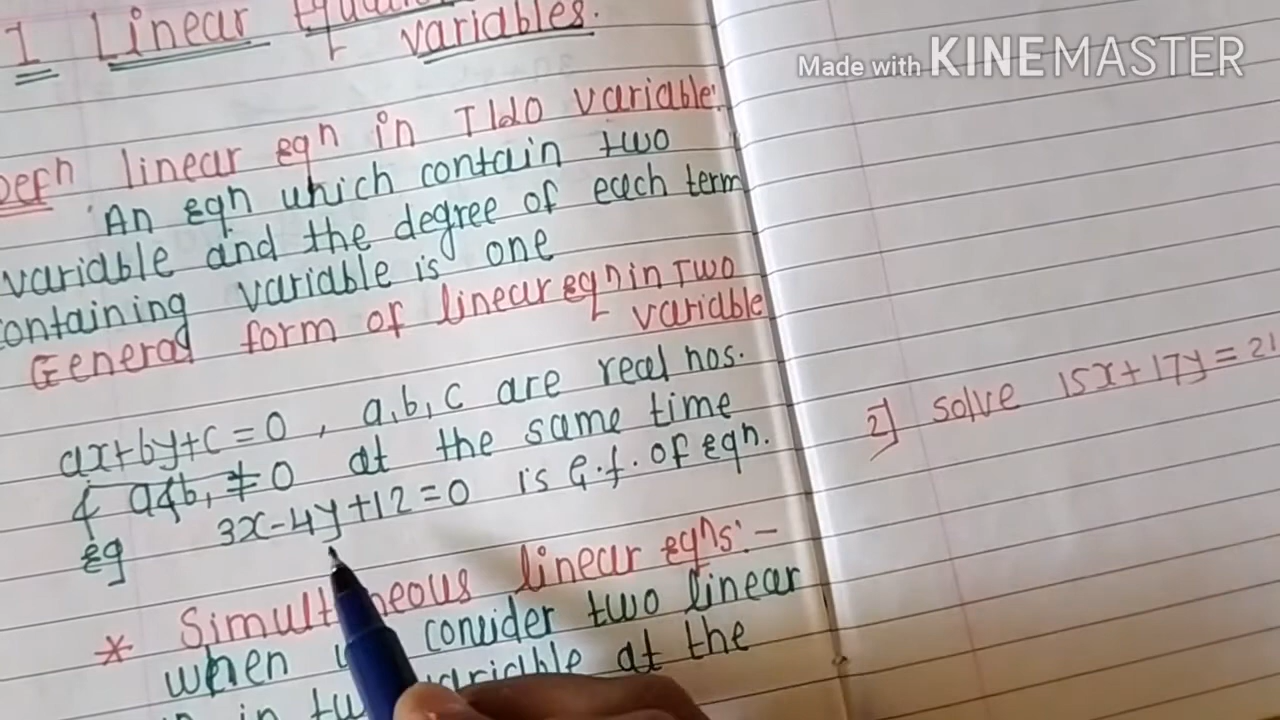 Made with KINEMASTER
1 Linear
variables.
Defn linear eqn in Two variable.
An eqn which contain two
variable and the degree of each term
containing variable is one
General form of linear eqn in Two
variable
ax+by+c=0, a,b,c are real nos.
& a&b, ≠0 at the same time
eg 3x-4y+12=0 is G.f. of eqn.
* Simultaneous linear eqns:-
when consider two linear
in at the
2] solve 15x+17y=21